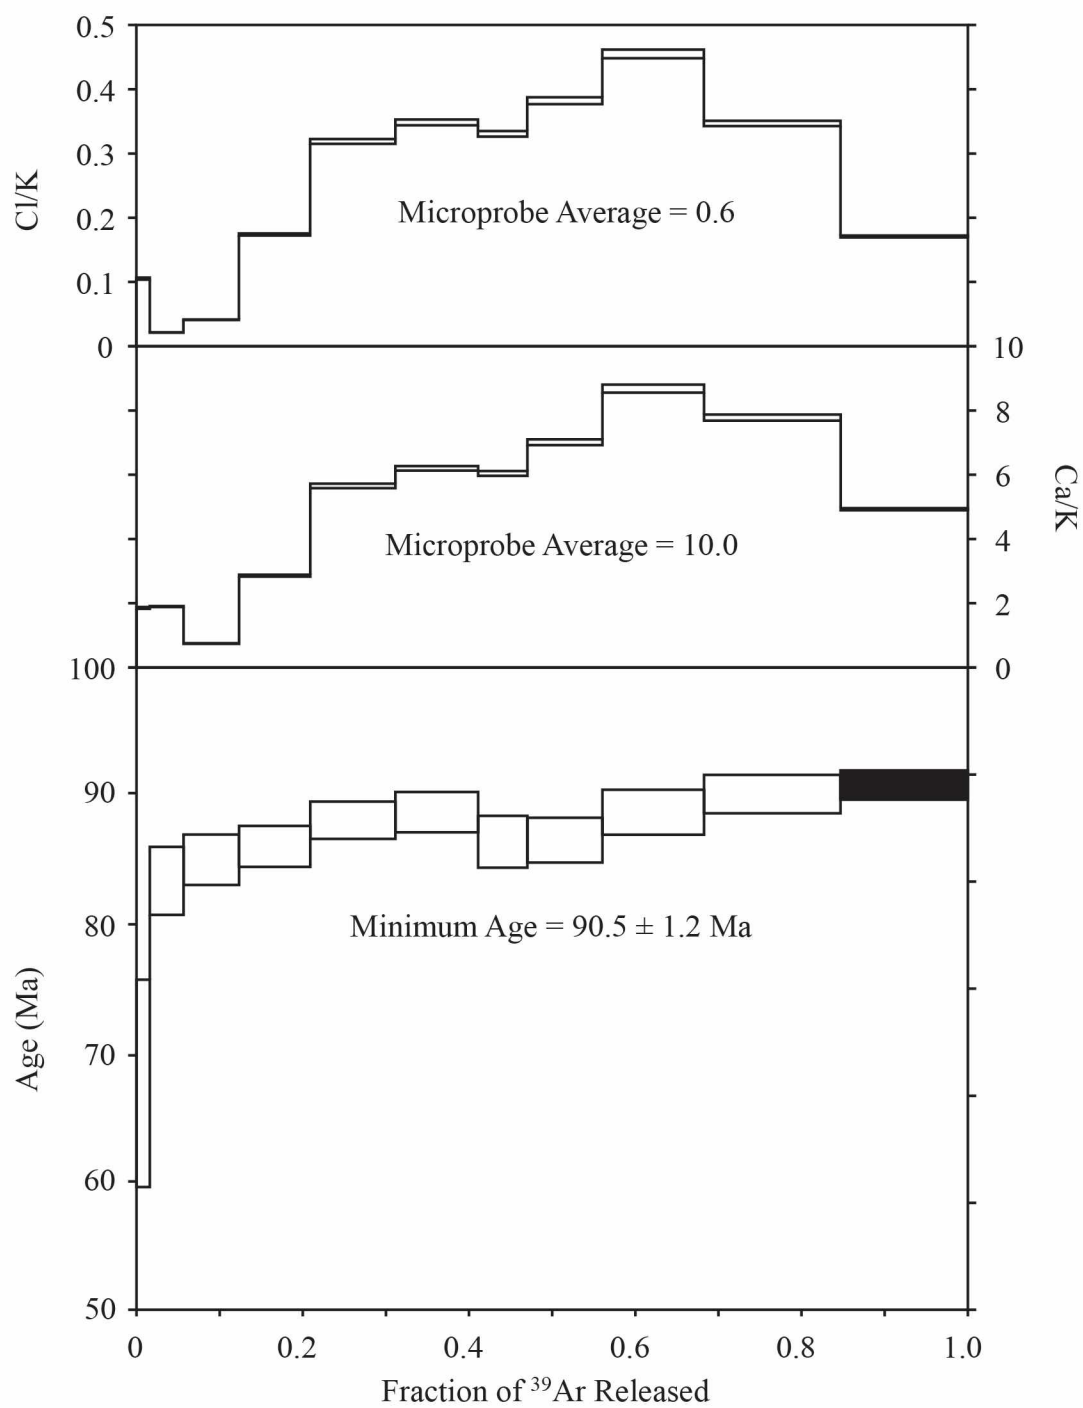 0.5
0.4
0.3
0.2
0.1
0
Cl/K
Microprobe Average = 0.6
10
8
6
4
2
0
Ca/K
Microprobe Average = 10.0
100
90
80
70
60
50
Age (Ma)
Minimum Age = 90.5 ± 1.2 Ma
0 0.2 0.4 0.6 0.8 1.0
Fraction of ³⁹Ar Released